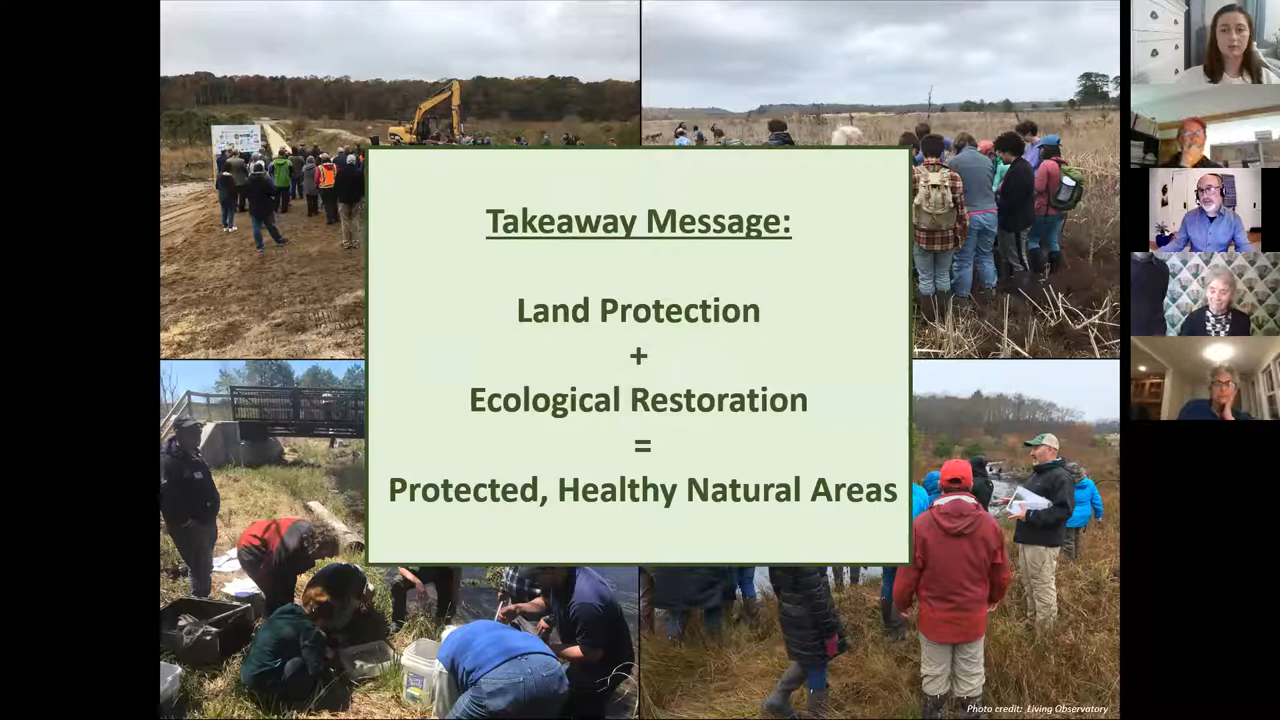 Takeaway Message:
Land Protection
+
Ecological Restoration
=
Protected, Healthy Natural Areas
Photo credit: Living Observatory